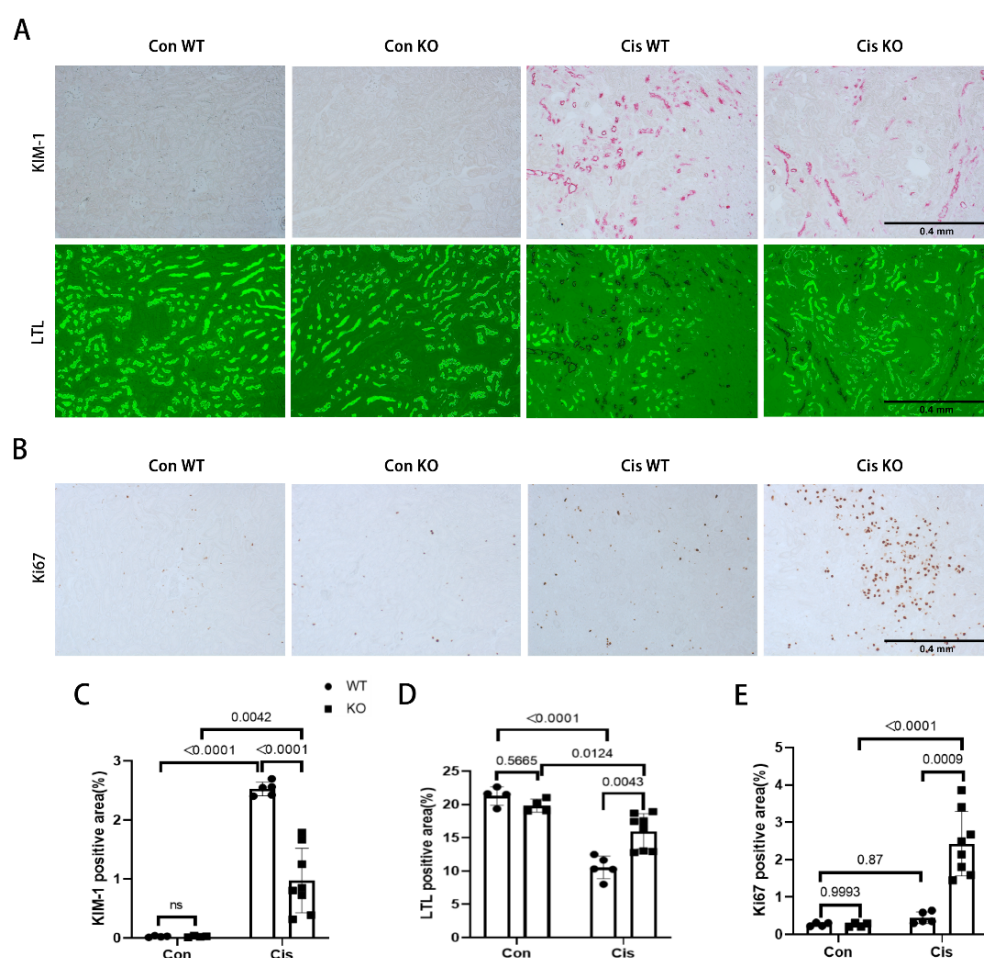 A
Con WT Con KO Cis WT Cis KO
KIM-1
0.4 mm
LTL
0.4 mm
B
Con WT Con KO Cis WT Cis KO
Ki67
0.4 mm
C
WT
KO
0.0042
<0.0001 <0.0001
ns
3
2
1
0
KIM-1 positive area(%)
Con Cis
D
<0.0001
0.0124
0.5665
0.0043
25
20
15
10
5
0
LTL positive area(%)
Con Cis
E
<0.0001
0.0009
0.87
0.9993
5
4
3
2
1
0
Ki67 positive area(%)
Con Cis